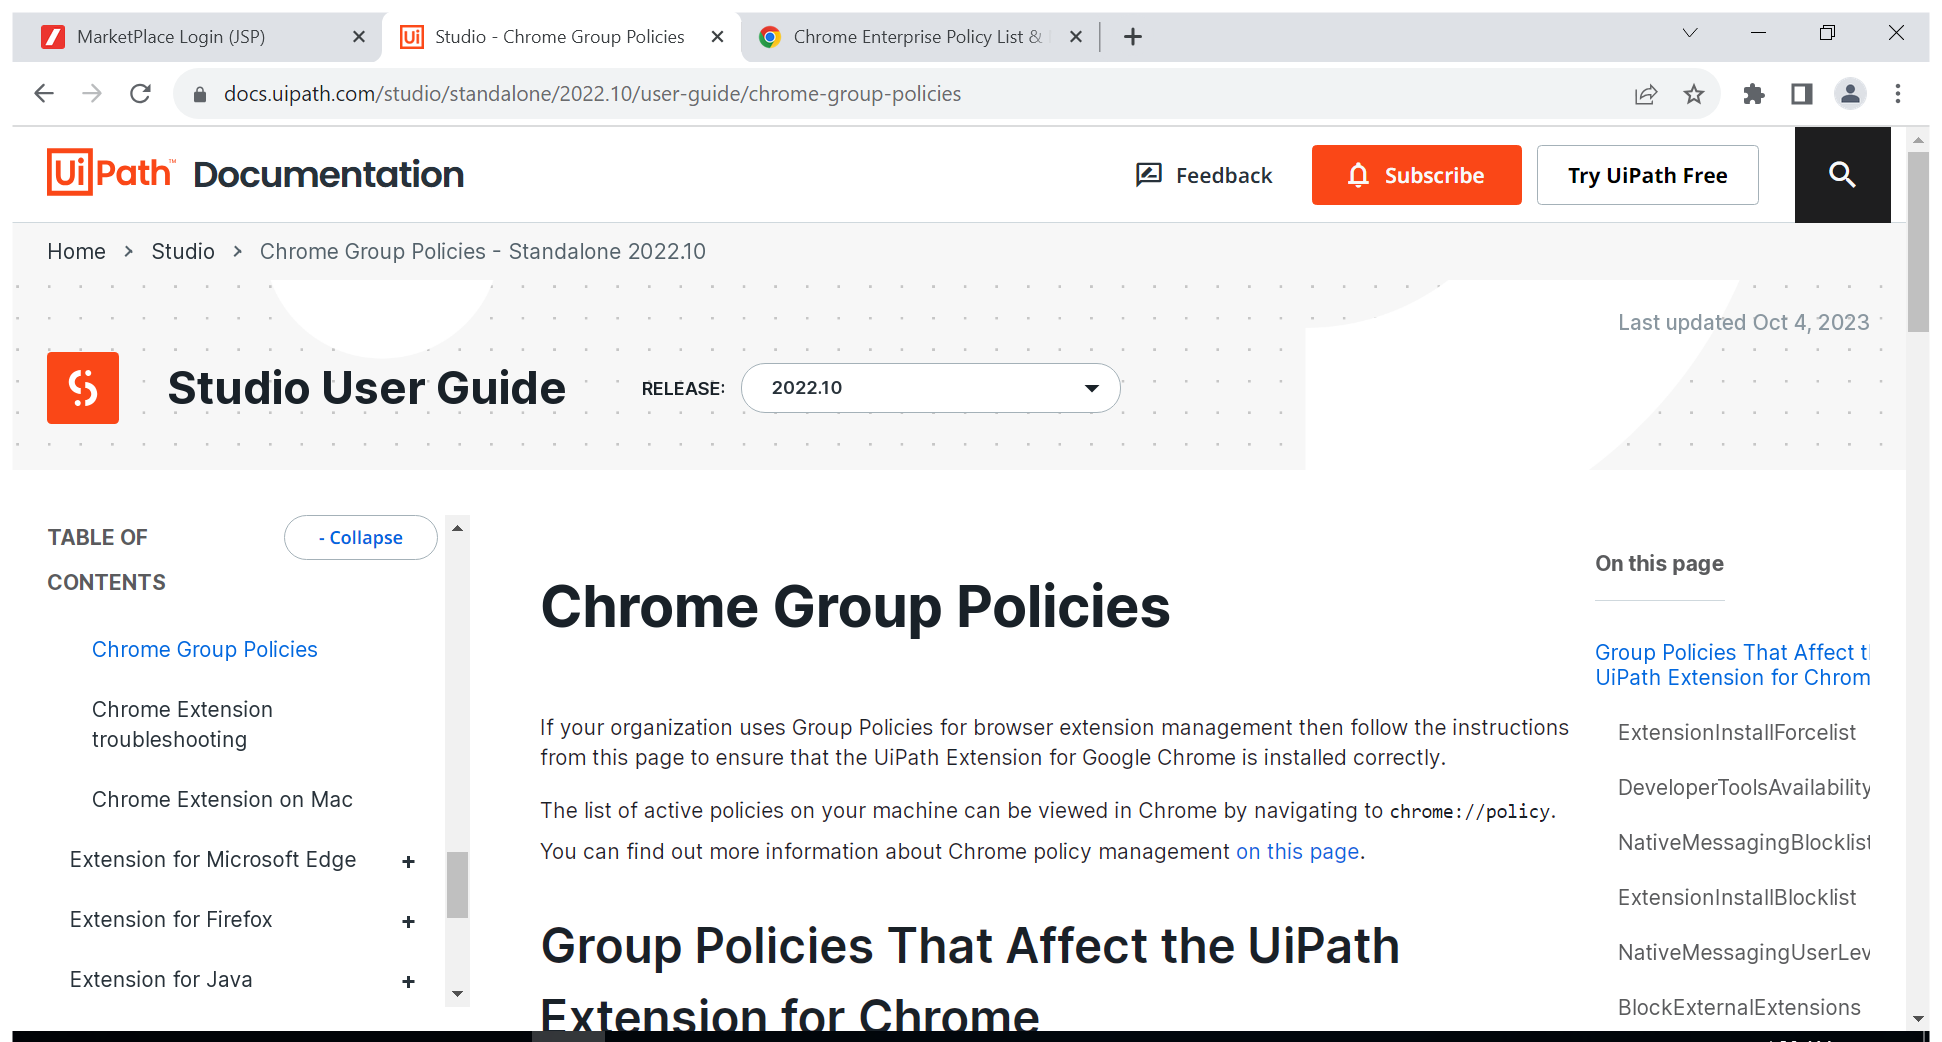 MarketPlace Login (JSP)
Studio - Chrome Group Policies
Chrome Enterprise Policy List &
docs.uipath.com/studio/standalone/2022.10/user-guide/chrome-group-policies
UiPath™ Documentation
Feedback
Subscribe
Try UiPath Free
Home > Studio > Chrome Group Policies - Standalone 2022.10
Last updated Oct 4, 2023
Studio User Guide
RELEASE:
2022.10
TABLE OF
CONTENTS
- Collapse
Chrome Group Policies
Chrome Extension
troubleshooting
Chrome Extension on Mac
Extension for Microsoft Edge +
Extension for Firefox +
Extension for Java +
Chrome Group Policies
If your organization uses Group Policies for browser extension management then follow the instructions
from this page to ensure that the UiPath Extension for Google Chrome is installed correctly.
The list of active policies on your machine can be viewed in Chrome by navigating to chrome://policy.
You can find out more information about Chrome policy management on this page.
Group Policies That Affect the UiPath
Extension for Chrome
On this page
Group Policies That Affect t
UiPath Extension for Chrom
ExtensionInstallForcelist
DeveloperToolsAvailability
NativeMessagingBlocklist
ExtensionInstallBlocklist
NativeMessagingUserLev
BlockExternalExtensions